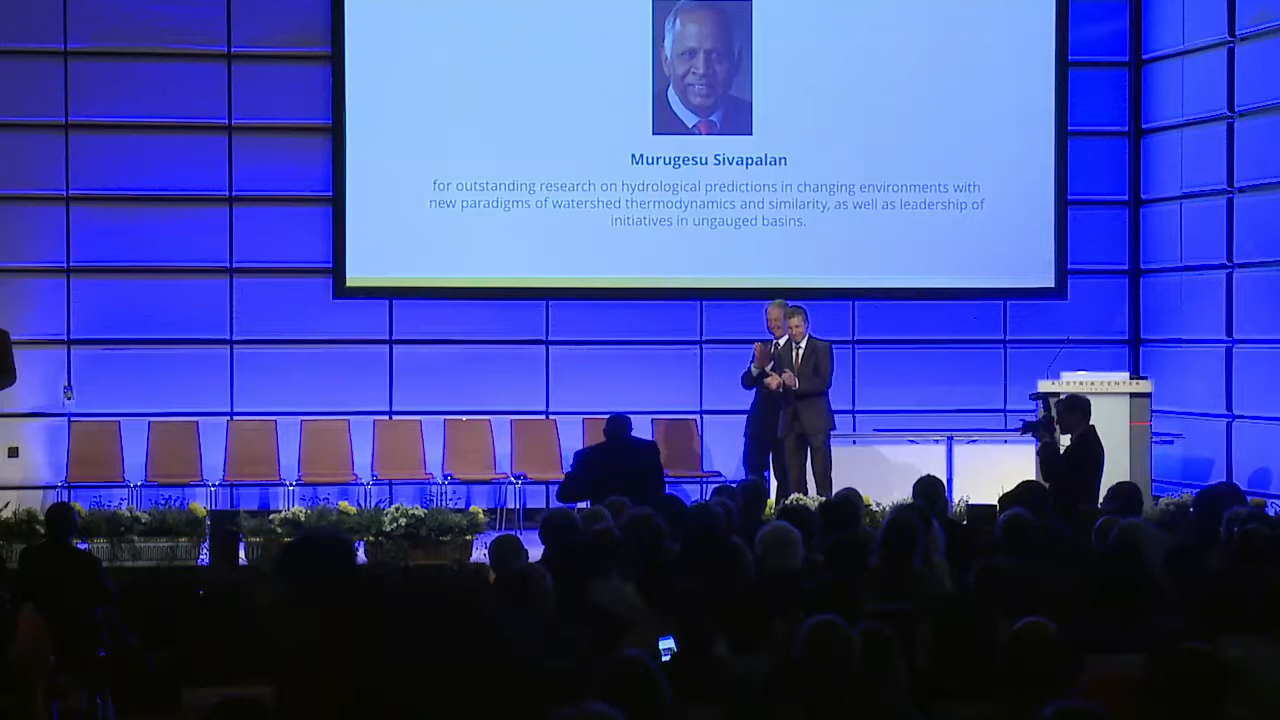 Murugesu Sivapalan
for outstanding research on hydrological predictions in changing environments with
new paradigms of watershed thermodynamics and similarity, as well as leadership of
initiatives in ungauged basins.
AUSTRIA CENTER